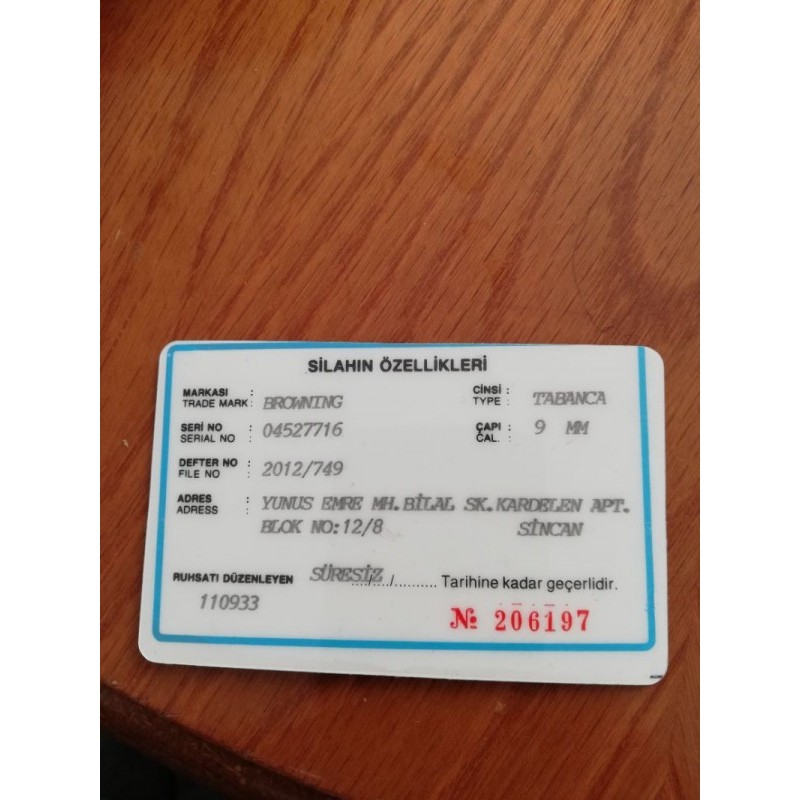 SİLAHIN ÖZELLİKLERİ
MARKASI : BROWNING CİNSİ : TABANCA
TRADE MARK : TYPE :
SERİ NO : 04527716 ÇAPI : 9 MM
SERIAL NO : CAL. :
DEFTER NO : 2012/749
FILE NO :
ADRES : YUNUS EMRE MH.BİLAL SK.KARDELEN APT.
ADRESS : BLOK NO:12/8 SİNCAN
RUHSATI DÜZENLEYEN SÜRESİZ .../.../.......... Tarihine kadar geçerlidir.
110933 № 206197